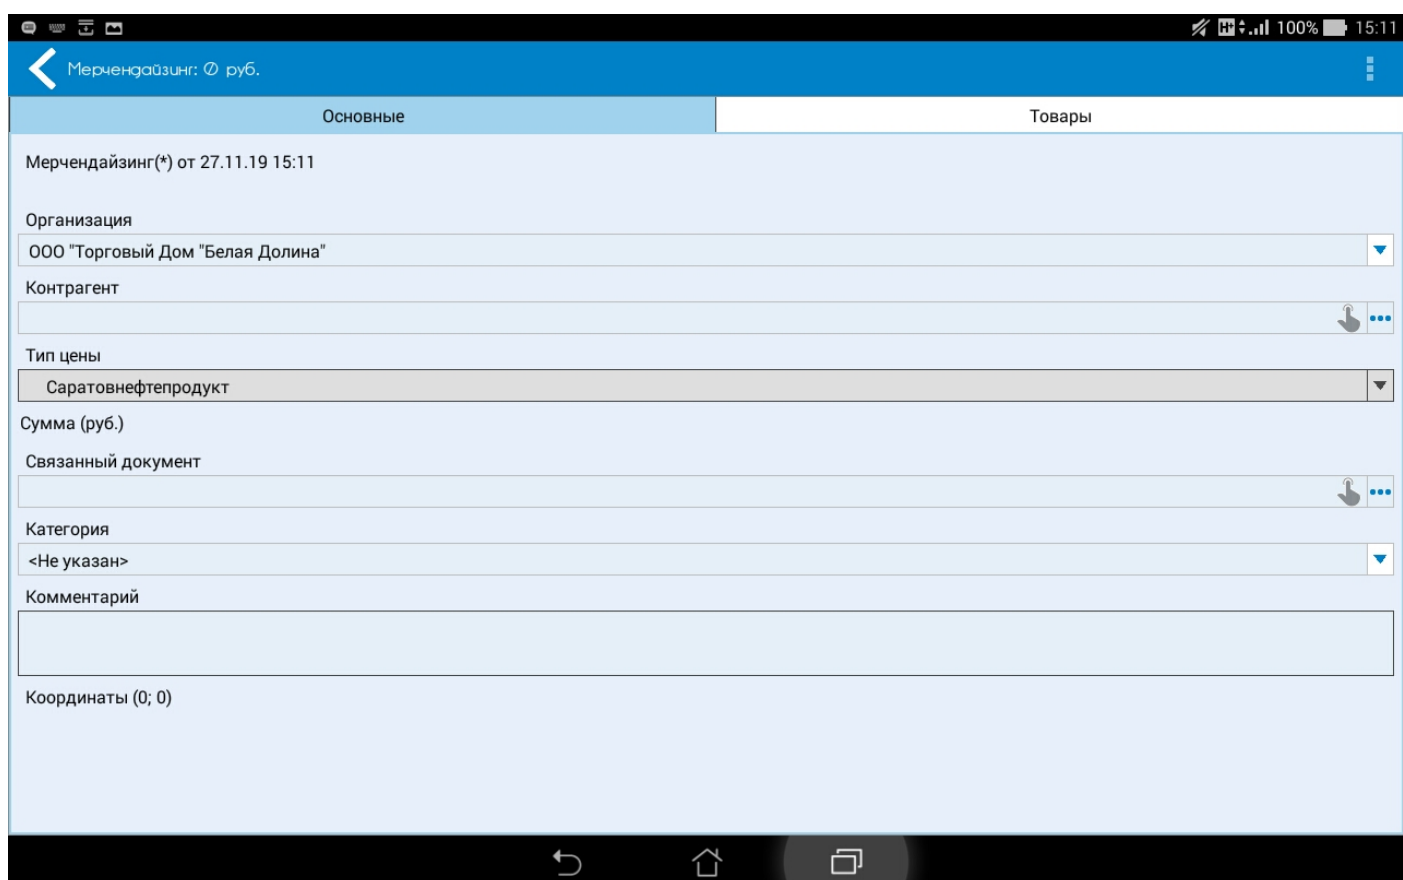 100% 15:11
Мерчендайзинг: 0 руб.
Основные Товары
Мерчендайзинг(*) от 27.11.19 15:11
Организация
ООО "Торговый Дом "Белая Долина"
Контрагент
Тип цены
Саратовнефтепродукт
Сумма (руб.)
Связанный документ
Категория
<Не указан>
Комментарий
Координаты (0; 0)